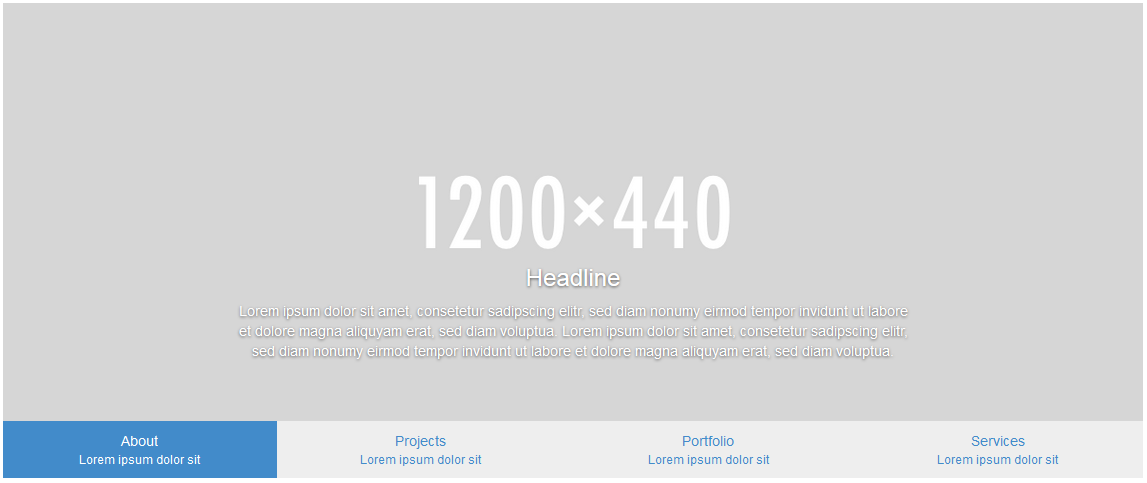 1200×440
Headline
Lorem ipsum dolor sit amet, consetetur sadipscing elitr, sed diam nonumy eirmod tempor invidunt ut labore
et dolore magna aliquyam erat, sed diam voluptua. Lorem ipsum dolor sit amet, consetetur sadipscing elitr,
sed diam nonumy eirmod tempor invidunt ut labore et dolore magna aliquyam erat, sed diam voluptua.
About
Lorem ipsum dolor sit
Projects
Lorem ipsum dolor sit
Portfolio
Lorem ipsum dolor sit
Services
Lorem ipsum dolor sit